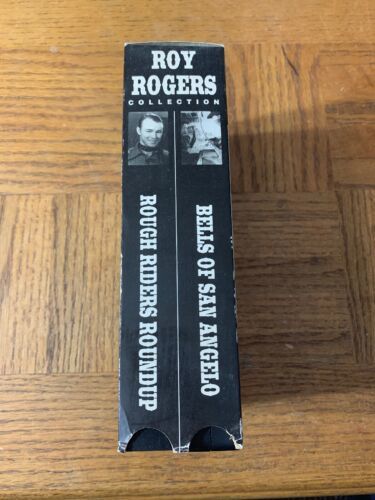 ROY
ROGERS
COLLECTION
ROUGH RIDERS ROUNDUP
BELLS OF SAN ANGELO